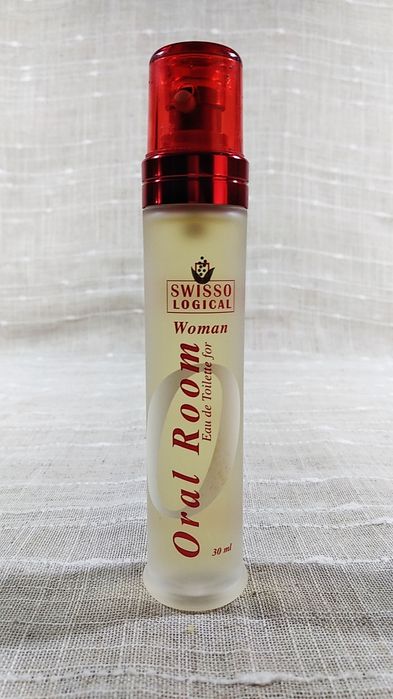 SWISSO
LOGICAL
Woman
Oral Room
Eau de Toilette for
30 ml